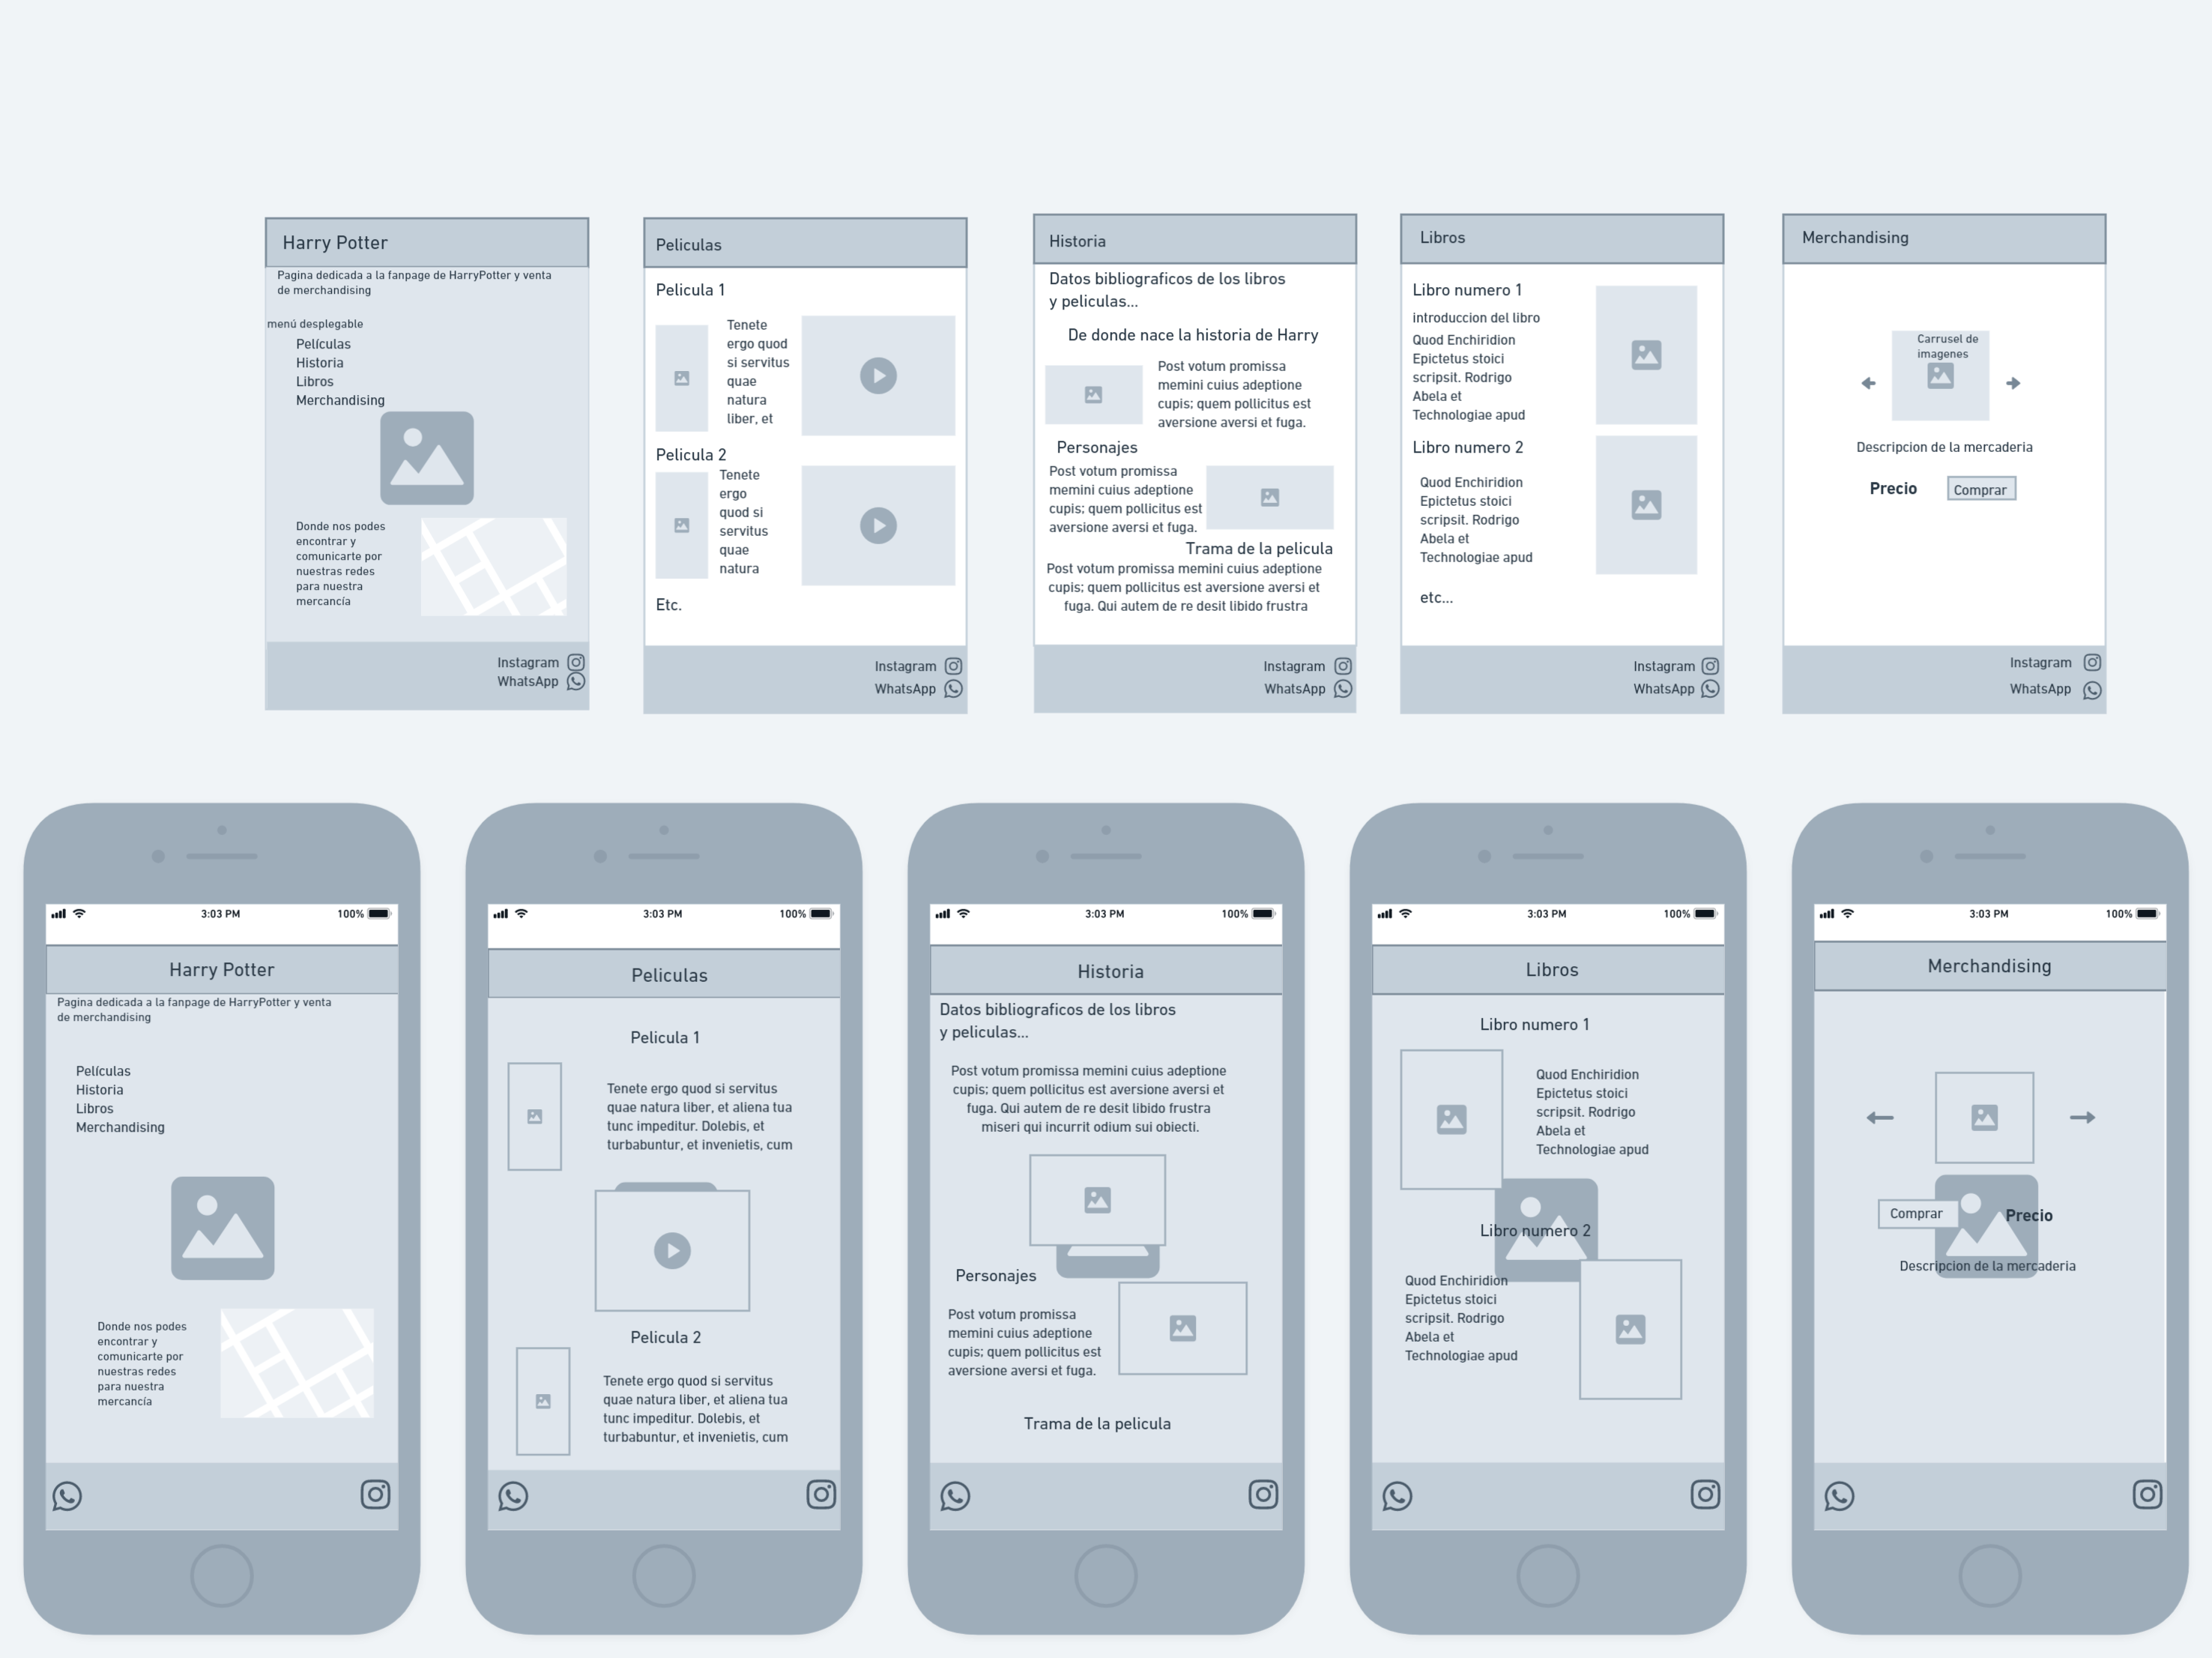 Harry Potter
Pagina dedicada a la fanpage de HarryPotter y venta
de merchandising
menú desplegable
Películas
Historia
Libros
Merchandising
Donde nos podes
encontrar y
comunicarte por
nuestras redes
para nuestra
mercancía
Instagram
WhatsApp
Peliculas
Pelicula 1
Tenete
ergo quod
si servitus
quae
natura
liber, et
Pelicula 2
Tenete
ergo
quod si
servitus
quae
natura
Etc.
Instagram
WhatsApp
Historia
Datos bibliograficos de los libros
y peliculas...
De donde nace la historia de Harry
Post votum promissa
memini cuius adeptione
cupis; quem pollicitus est
aversione aversi et fuga.
Personajes
Post votum promissa
memini cuius adeptione
cupis; quem pollicitus est
aversione aversi et fuga.
Trama de la pelicula
Post votum promissa memini cuius adeptione
cupis; quem pollicitus est aversione aversi et
fuga. Qui autem de re desit libido frustra
Instagram
WhatsApp
Libros
Libro numero 1
introduccion del libro
Quod Enchiridion
Epictetus stoici
scripsit. Rodrigo
Abela et
Technologiae apud
Libro numero 2
Quod Enchiridion
Epictetus stoici
scripsit. Rodrigo
Abela et
Technologiae apud
etc...
Instagram
WhatsApp
Merchandising
Carrusel de
imagenes
Descripcion de la mercaderia
Precio
Comprar
Instagram
WhatsApp
3:03 PM
100%
Harry Potter
Pagina dedicada a la fanpage de HarryPotter y venta
de merchandising
Películas
Historia
Libros
Merchandising
Donde nos podes
encontrar y
comunicarte por
nuestras redes
para nuestra
mercancía
3:03 PM
100%
Peliculas
Pelicula 1
Tenete ergo quod si servitus
quae natura liber, et aliena tua
tunc impeditur. Dolebis, et
turbabuntur, et invenietis, cum
Pelicula 2
Tenete ergo quod si servitus
quae natura liber, et aliena tua
tunc impeditur. Dolebis, et
turbabuntur, et invenietis, cum
3:03 PM
100%
Historia
Datos bibliograficos de los libros
y peliculas...
Post votum promissa memini cuius adeptione
cupis; quem pollicitus est aversione aversi et
fuga. Qui autem de re desit libido frustra
miseri qui incurrit odium sui obiecti.
Personajes
Post votum promissa
memini cuius adeptione
cupis; quem pollicitus est
aversione aversi et fuga.
Trama de la pelicula
3:03 PM
100%
Libros
Libro numero 1
Quod Enchiridion
Epictetus stoici
scripsit. Rodrigo
Abela et
Technologiae apud
Libro numero 2
Quod Enchiridion
Epictetus stoici
scripsit. Rodrigo
Abela et
Technologiae apud
3:03 PM
100%
Merchandising
Comprar
Precio
Descripcion de la mercaderia